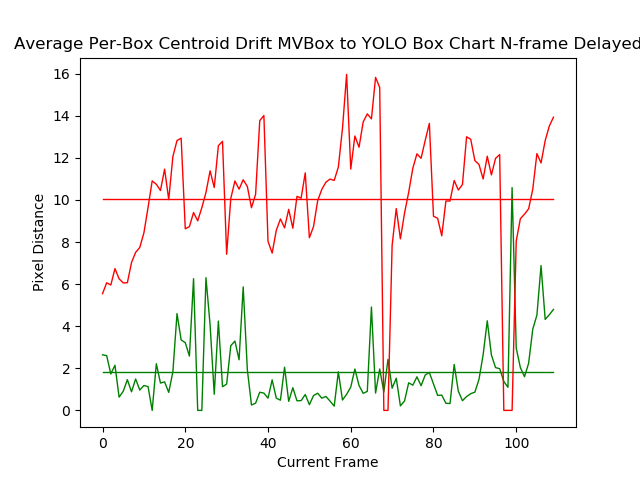 Average Per-Box Centroid Drift MVBox to YOLO Box Chart N-frame Delayed
16
14
12
10
8
6
4
2
0
Pixel Distance
0 20 40 60 80 100
Current Frame